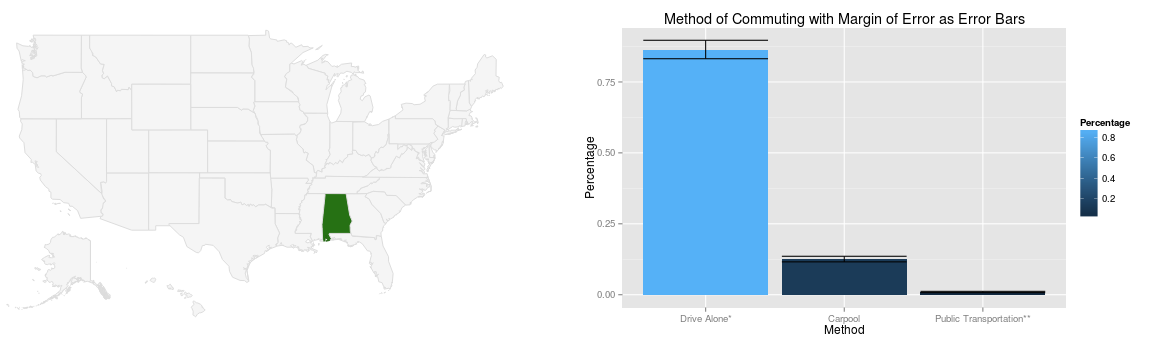 Method of Commuting with Margin of Error as Error Bars
Percentage
0.75
0.50
0.25
0.00
Drive Alone*
Carpool
Public Transportation**
Method
Percentage
0.8
0.6
0.4
0.2